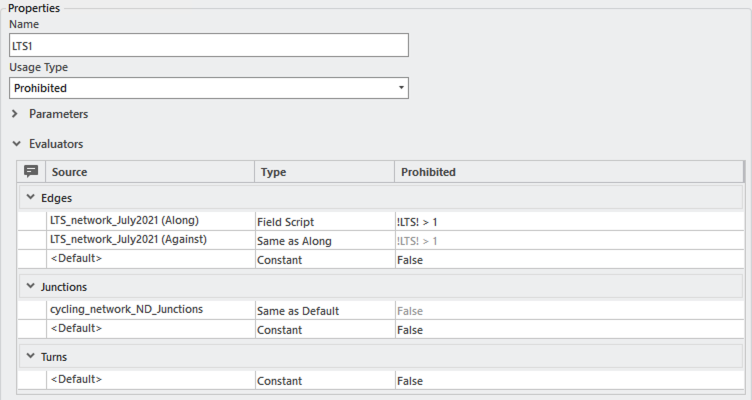 Properties
Name
LTS1
Usage Type
Prohibited
Parameters
Evaluators
Source Type Prohibited
Edges
LTS_network_July2021 (Along) Field Script !LTS! > 1
LTS_network_July2021 (Against) Same as Along !LTS! > 1
<Default> Constant False
Junctions
cycling_network_ND_Junctions Same as Default False
<Default> Constant False
Turns
<Default> Constant False